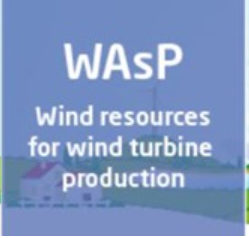 WAsP
Wind resources
for wind turbine
production